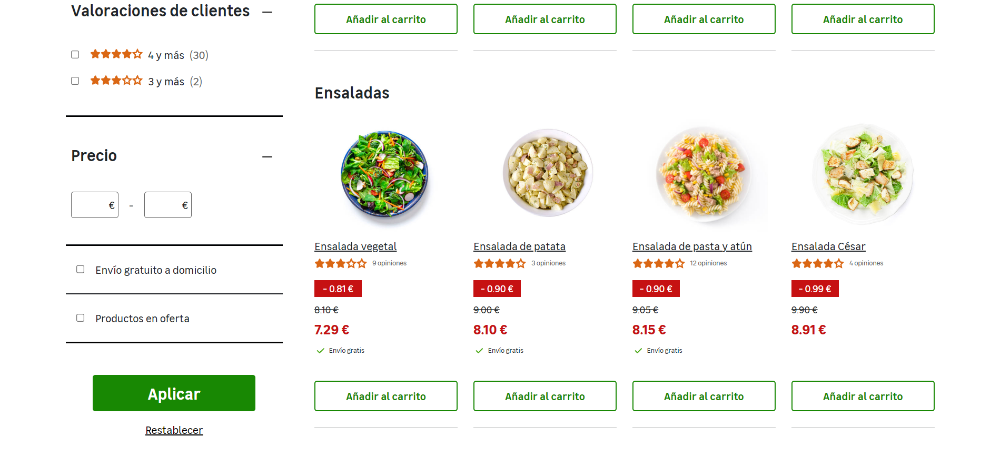 Valoraciones de clientes
4 y más (30)
3 y más (2)
Precio
€ - €
Envío gratuito a domicilio
Productos en oferta
Aplicar
Restablecer
Añadir al carrito Añadir al carrito Añadir al carrito Añadir al carrito
Ensaladas
Ensalada vegetal
9 opiniones
- 0.81 €
8.10 €
7.29 €
Envío gratis
Añadir al carrito
Ensalada de patata
3 opiniones
- 0.90 €
9.00 €
8.10 €
Envío gratis
Añadir al carrito
Ensalada de pasta y atún
12 opiniones
- 0.90 €
9.05 €
8.15 €
Envío gratis
Añadir al carrito
Ensalada César
4 opiniones
- 0.99 €
9.90 €
8.91 €
Añadir al carrito